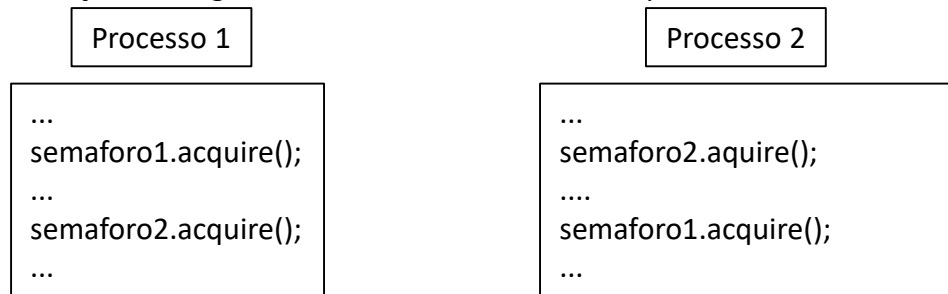 Processo 1
...
semaforo1.acquire();
...
semaforo2.acquire();
...
Processo 2
...
semaforo2.aquire();
....
semaforo1.acquire();
...